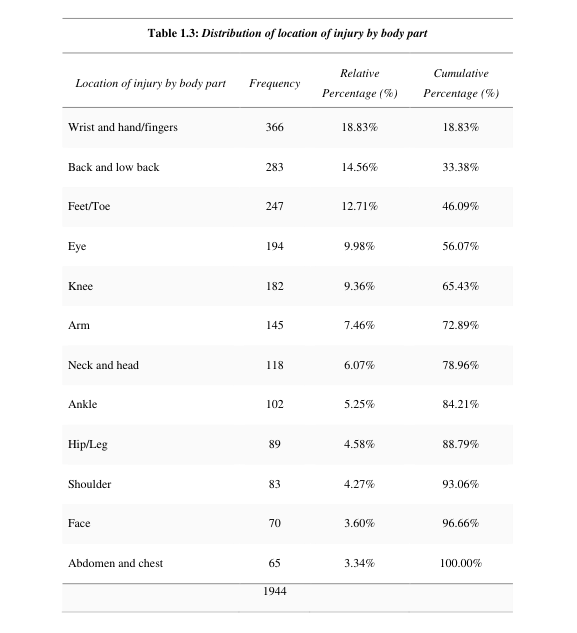 Table 1.3: Distribution of location of injury by body part
Location of injury by body part Frequency Relative Percentage (%) Cumulative Percentage (%)
Wrist and hand/fingers 366 18.83% 18.83%
Back and low back 283 14.56% 33.38%
Feet/Toe 247 12.71% 46.09%
Eye 194 9.98% 56.07%
Knee 182 9.36% 65.43%
Arm 145 7.46% 72.89%
Neck and head 118 6.07% 78.96%
Ankle 102 5.25% 84.21%
Hip/Leg 89 4.58% 88.79%
Shoulder 83 4.27% 93.06%
Face 70 3.60% 96.66%
Abdomen and chest 65 3.34% 100.00%
1944